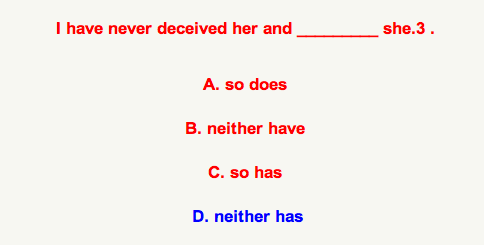 I have never deceived her and _________ she.3 .
A. so does
B. neither have
C. so has
D. neither has